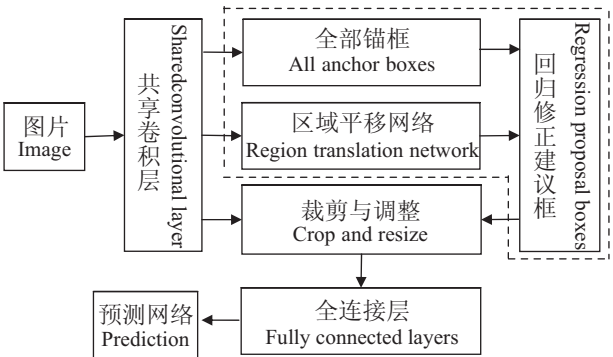 图片
Image
共享卷积层
Sharedconvolutional layer
全部锚框
All anchor boxes
区域平移网络
Region translation network
回归修正建议框
Regression proposal boxes
裁剪与调整
Crop and resize
全连接层
Fully connected layers
预测网络
Prediction